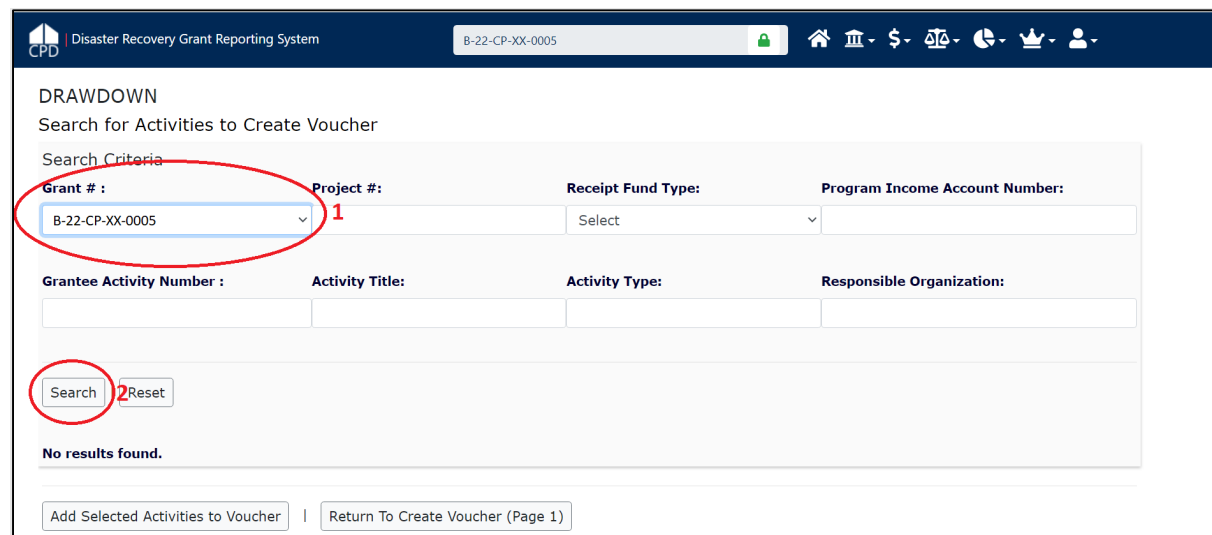 CPD | Disaster Recovery Grant Reporting System B-22-CP-XX-0005 $
DRAWDOWN
Search for Activities to Create Voucher
Search Criteria
Grant # : Project #: Receipt Fund Type: Program Income Account Number:
B-22-CP-XX-0005 1 Select
Grantee Activity Number : Activity Title: Activity Type: Responsible Organization:
Search 2 Reset
No results found.
Add Selected Activities to Voucher | Return To Create Voucher (Page 1)